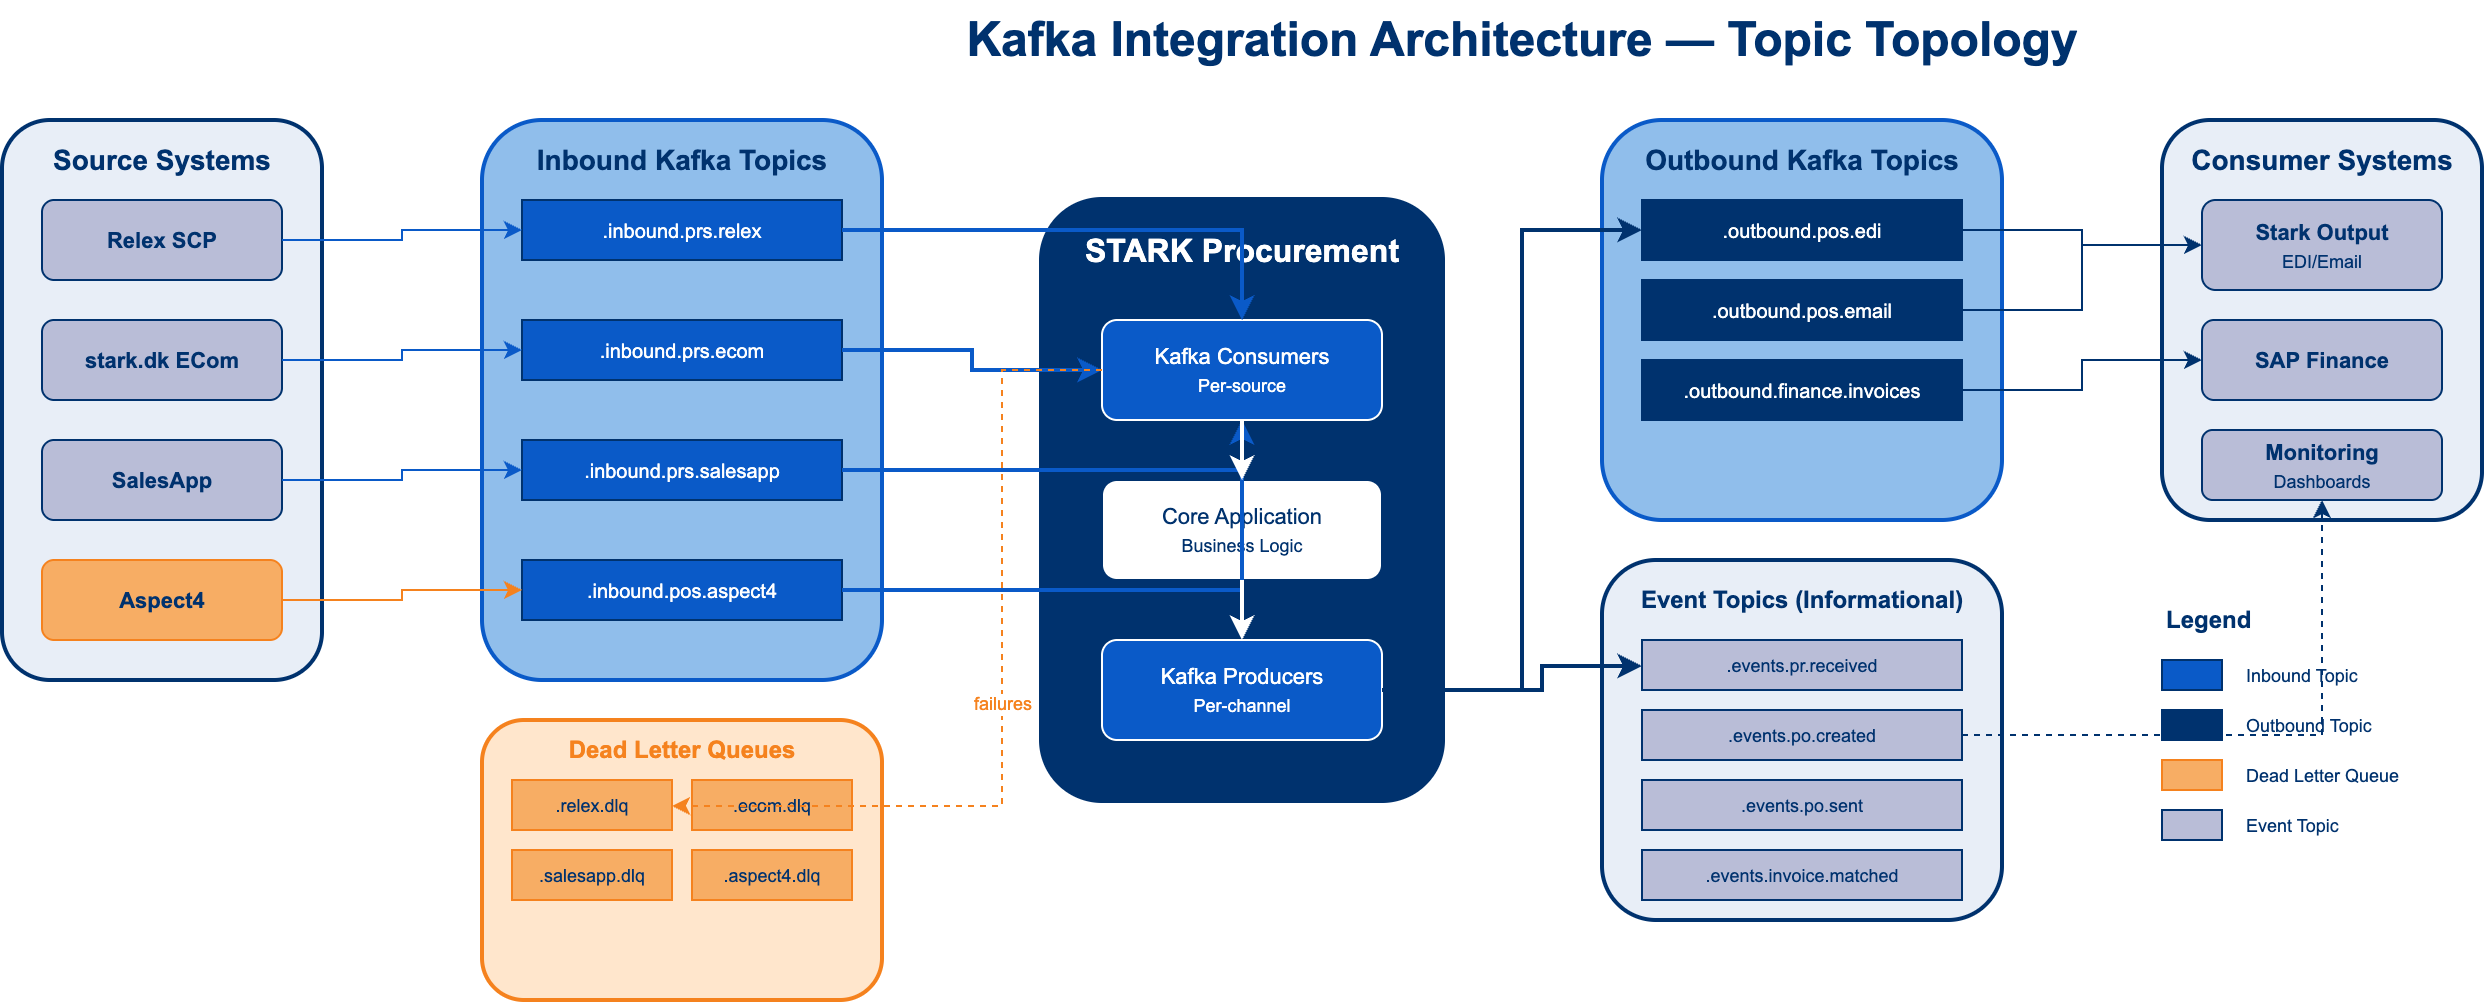 Kafka Integration Architecture — Topic Topology
Source Systems
Relex SCP
stark.dk ECom
SalesApp
Aspect4
Inbound Kafka Topics
.inbound.prs.relex
.inbound.prs.ecom
.inbound.prs.salesapp
.inbound.pos.aspect4
Dead Letter Queues
.relex.dlq
.ecom.dlq
.salesapp.dlq
.aspect4.dlq
failures
STARK Procurement
Kafka Consumers
Per-source
Core Application
Business Logic
Kafka Producers
Per-channel
Outbound Kafka Topics
.outbound.pos.edi
.outbound.pos.email
.outbound.finance.invoices
Event Topics (Informational)
.events.pr.received
.events.po.created
.events.po.sent
.events.invoice.matched
Consumer Systems
Stark Output
EDI/Email
SAP Finance
Monitoring
Dashboards
Legend
Inbound Topic
Outbound Topic
Dead Letter Queue
Event Topic